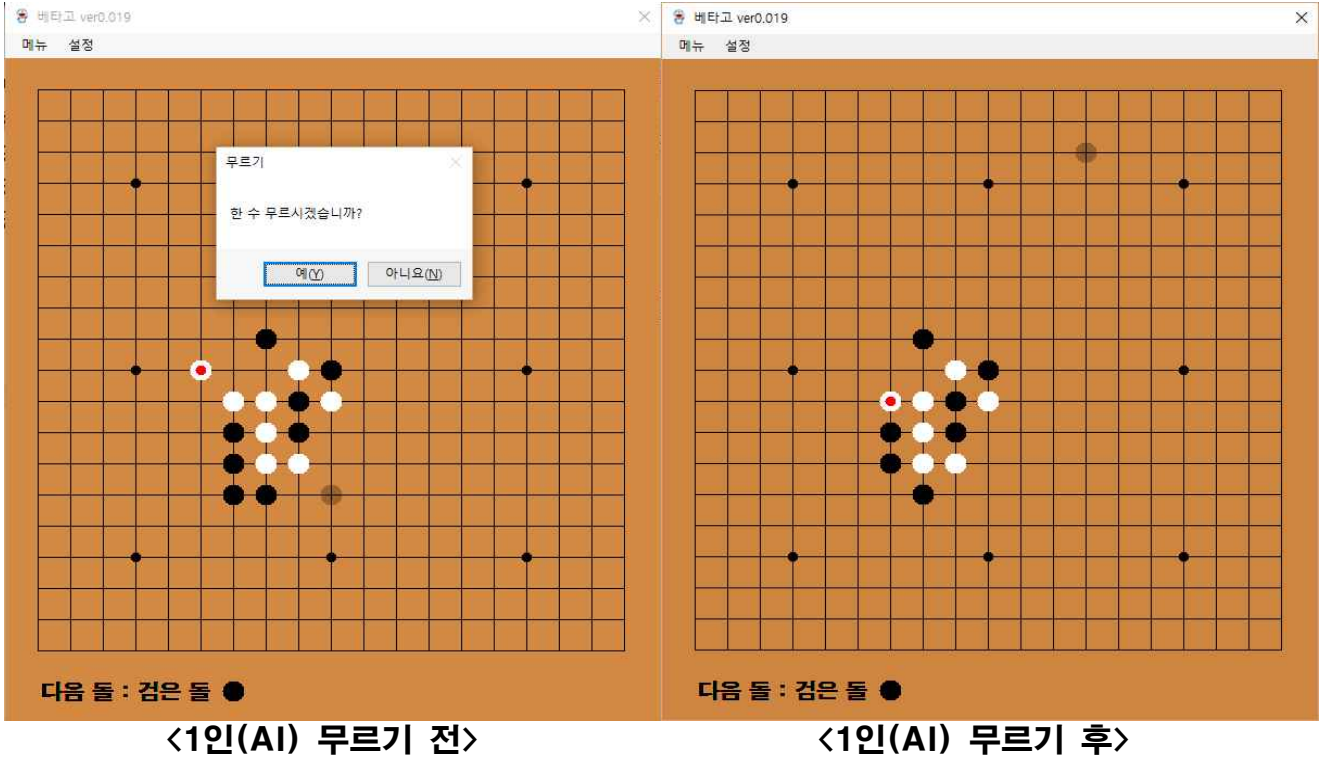 베타고 ver0.019
메뉴 설정
무르기
한 수 무르시겠습니까?
예(Y) 아니요(N)
다음 돌 : 검은 돌
<1인(AI) 무르기 전>
베타고 ver0.019
메뉴 설정
다음 돌 : 검은 돌
<1인(AI) 무르기 후>